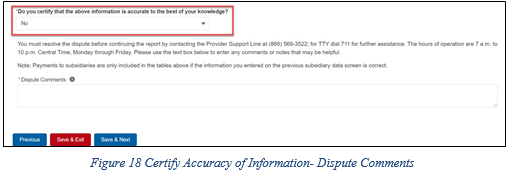 *Do you certify that the above information is accurate to the best of your knowledge?
No
You must resolve the dispute before continuing the report by contacting the Provider Support Line at (866) 569-3522; for TTY dial 711 for further assistance. The hours of operation are 7 a.m. to
10 p.m. Central Time, Monday through Friday. Please use the text box below to enter any comments or notes that may be helpful.
Note: Payments to subsidiaries are only included in the tables above if the information you entered on the previous subsidiary data screen is correct.
*Dispute Comments
Previous
Save & Exit
Save & Next
Figure 18 Certify Accuracy of Information- Dispute Comments